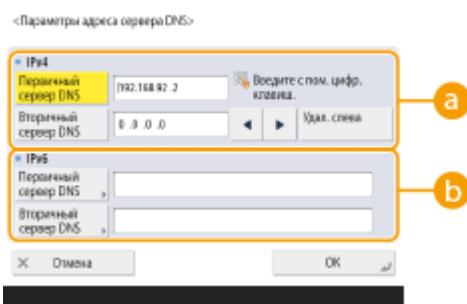 <Параметры адреса сервера DNS>
IPv4
Первичный
сервер DNS
192.168.92 .2
Введите с пом. цифр.
клавиш.
Вторичный
сервер DNS
0 .0 .0 .0
◀ ▶
Удал. слева
a
IPv6
Первичный
сервер DNS
Вторичный
сервер DNS
b
× Отмена
OK